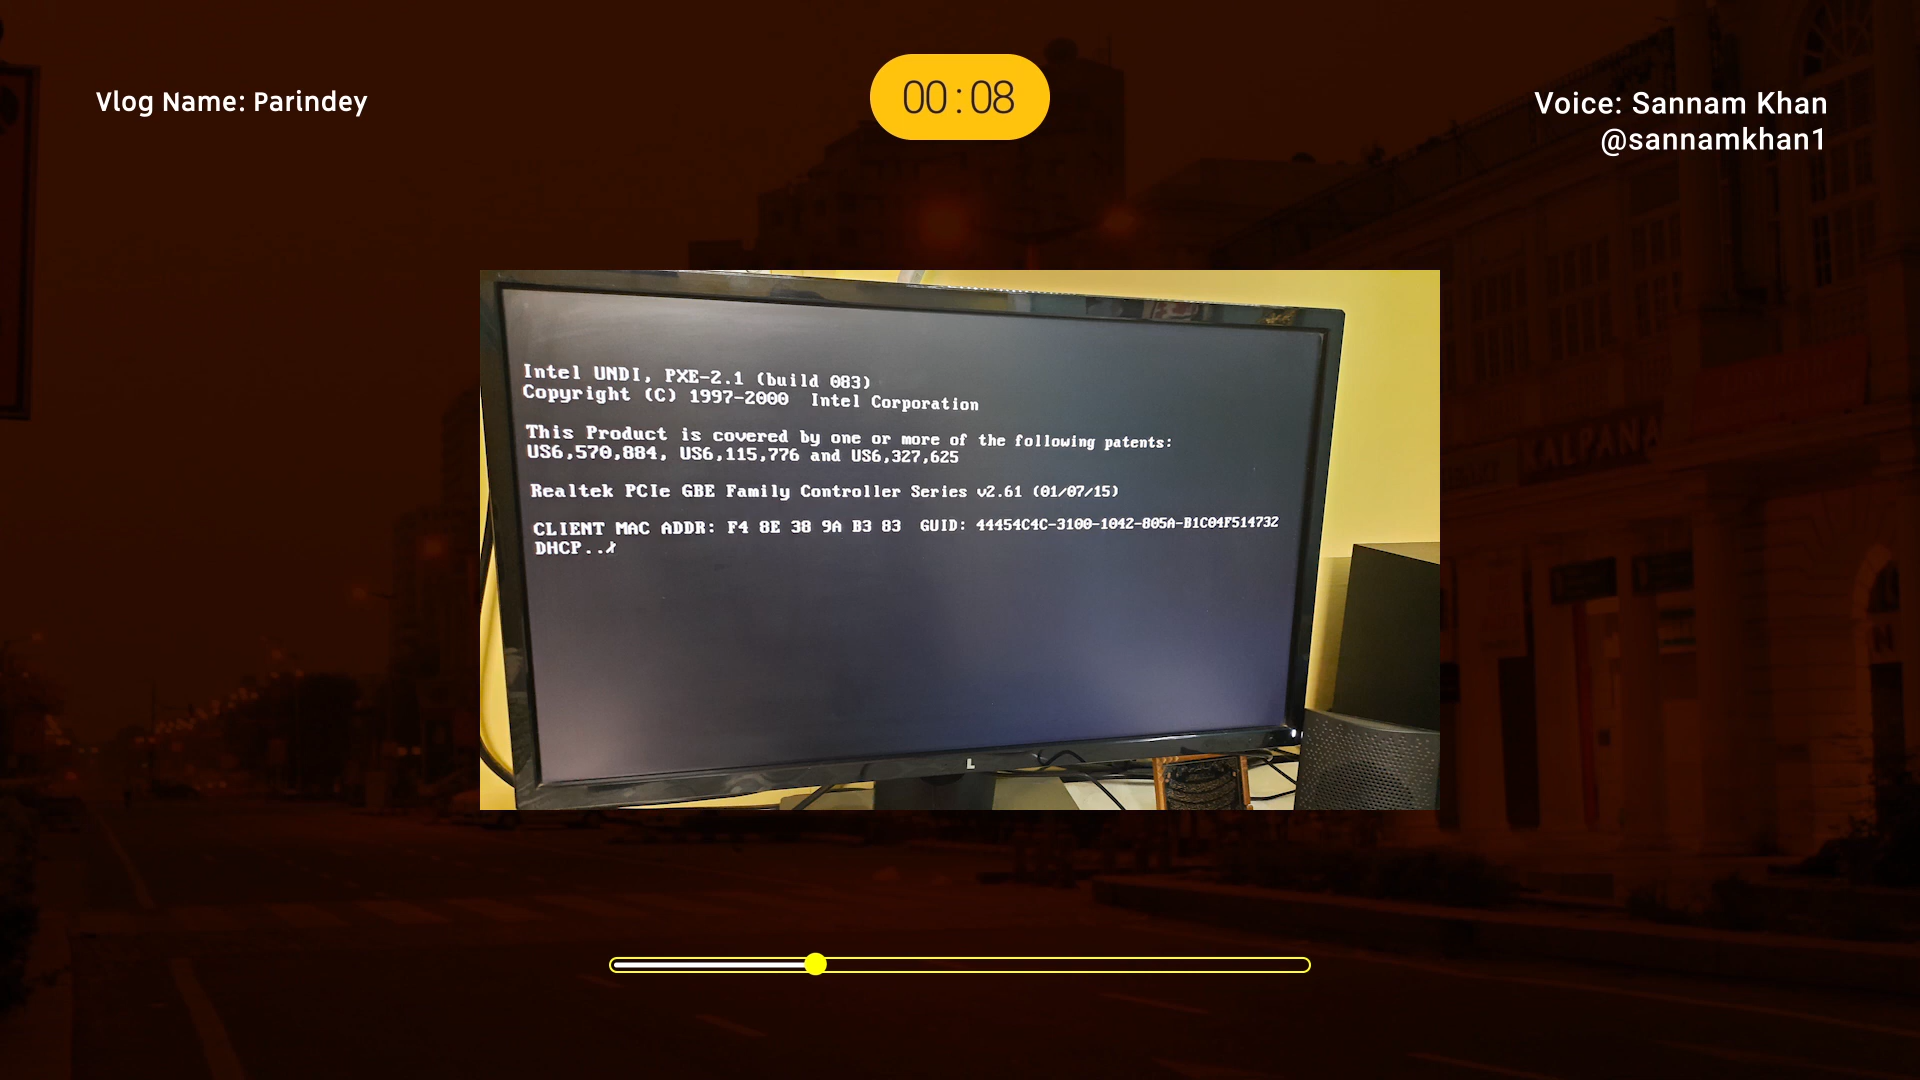 Vlog Name: Parindey
00:08
Voice: Sannam Khan
@sannamkhan1
Intel UNDI, PXE-2.1 (build 083)
Copyright (C) 1997-2000  Intel Corporation
This Product is covered by one or more of the following patents:
US6,570,884, US6,115,776 and US6,327,625
Realtek PCIe GBE Family Controller Series v2.61 (01/07/15)
CLIENT MAC ADDR: F4 8E 38 9A B3 83  GUID: 44454C4C-3100-1042-805A-B1C04F514732
DHCP..
KALPANA